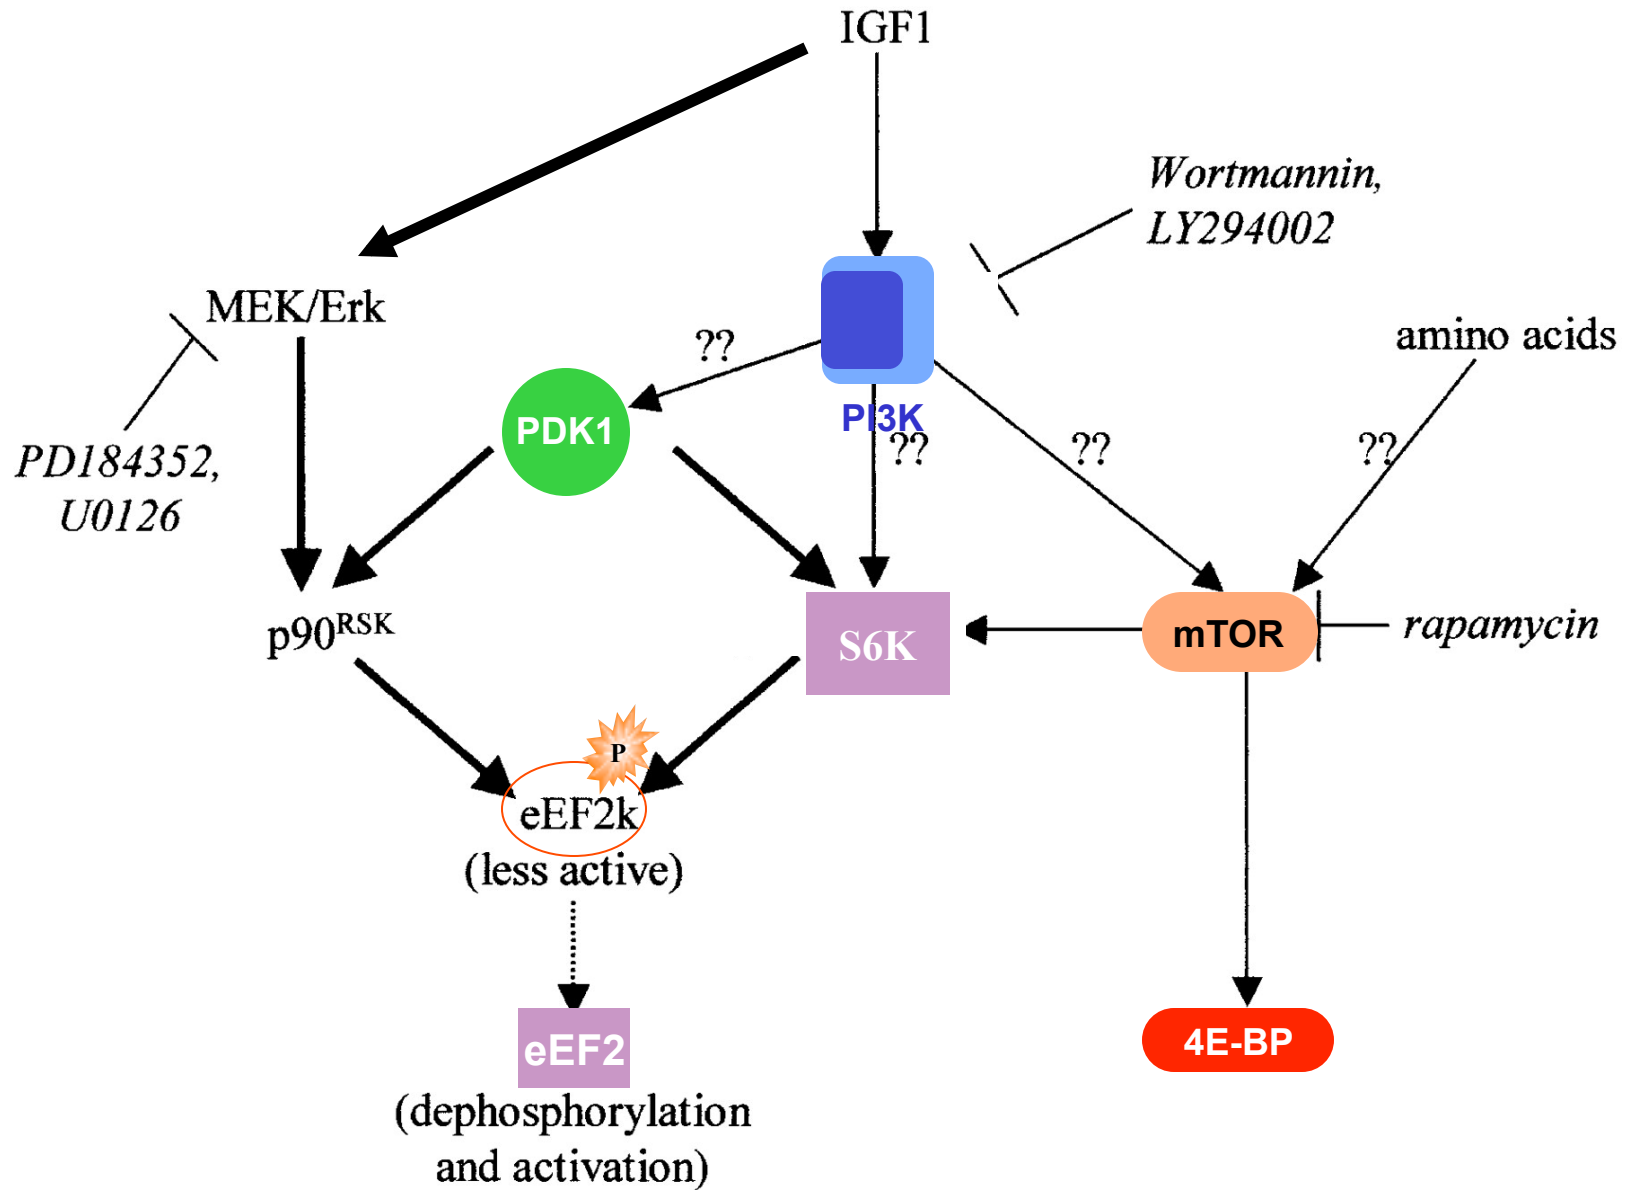 IGF1
Wortmannin,
LY294002
MEK/Erk
??
amino acids
PDK1
PI3K
??
??
??
PD184352,
U0126
p90RSK
S6K
mTOR
rapamycin
P
eEF2k
(less active)
eEF2
4E-BP
(dephosphorylation
and activation)